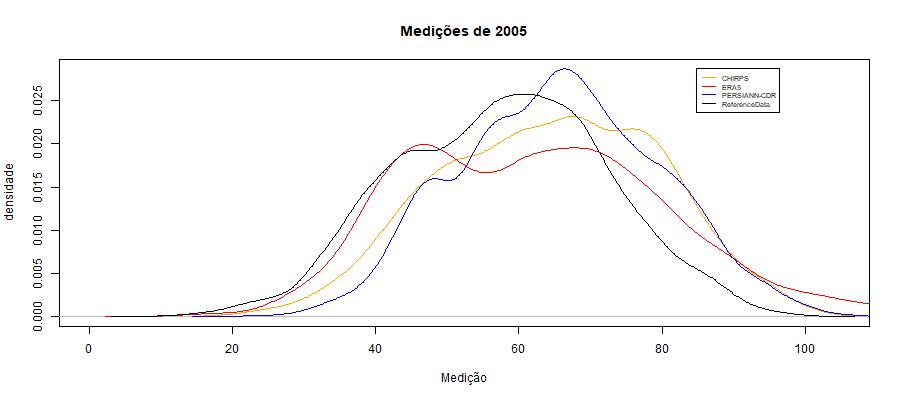 Medições de 2005
CHIRPS
ERA5
PERSIANN-CDR
ReferenceData
densidade
0.025
0.020
0.015
0.010
0.005
0.000
0 20 40 60 80 100
Medição